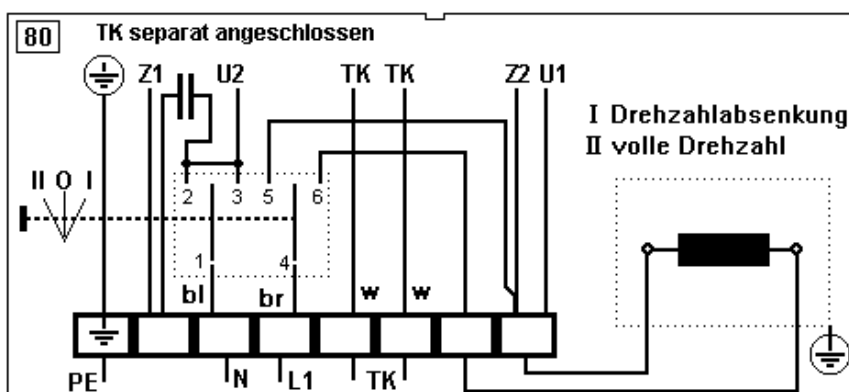 80 TK separat angeschlossen
Z1 U2 TK TK Z2 U1
I Drehzahlabsenkung
II volle Drehzahl
II O I
2 3 5 6
1 4
bl br w w
PE N L1 TK